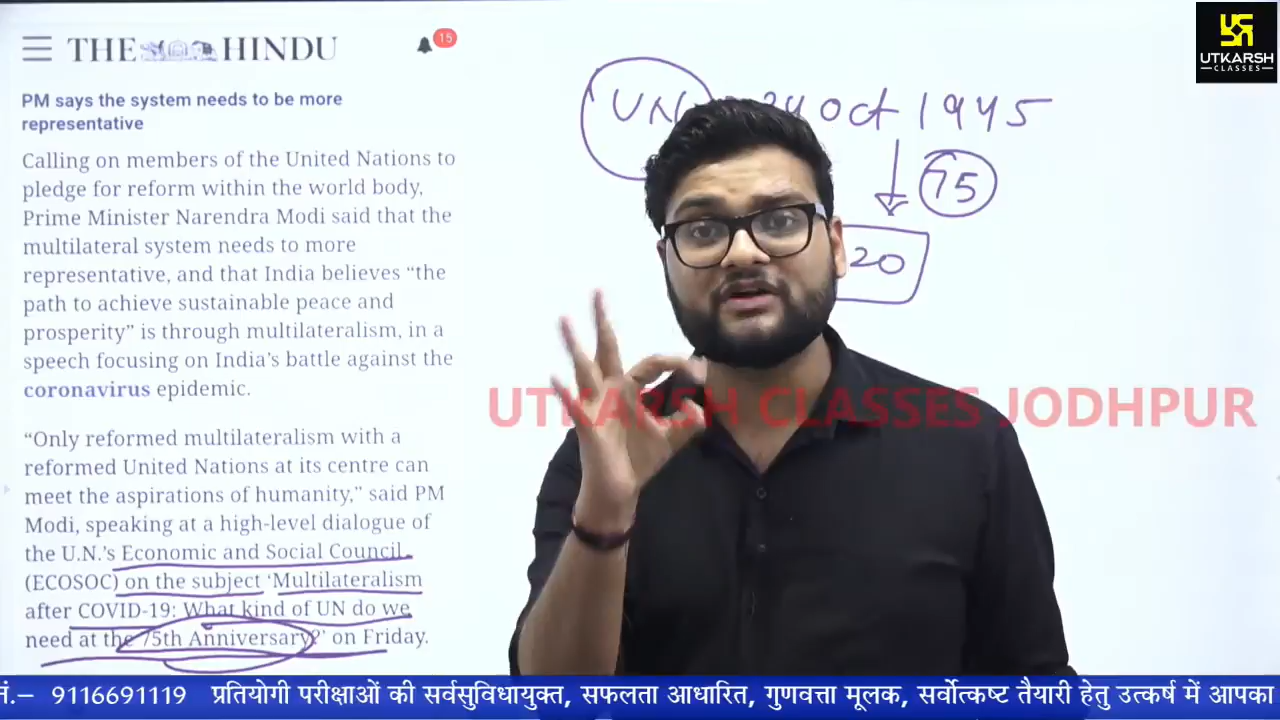 THE HINDU
15
PM says the system needs to be more
representative
Calling on members of the United Nations to
pledge for reform within the world body,
Prime Minister Narendra Modi said that the
multilateral system needs to more
representative, and that India believes “the
path to achieve sustainable peace and
prosperity” is through multilateralism, in a
speech focusing on India’s battle against the
coronavirus epidemic.
“Only reformed multilateralism with a
reformed United Nations at its centre can
meet the aspirations of humanity,” said PM
Modi, speaking at a high-level dialogue of
the U.N.’s Economic and Social Council
(ECOSOC) on the subject ‘Multilateralism
after COVID-19: What kind of UN do we
need at the 75th Anniversary?’ on Friday.
UN 24 Oct 1945
75
20
UTKARSH
CLASSES
UTKARSH CLASSES JODHPUR
नं.– 9116691119 प्रतियोगी परीक्षाओं की सर्वसुविधायुक्त, सफलता आधारित, गुणवत्ता मूलक, सर्वोत्कृष्ट तैयारी हेतु उत्कर्ष में आपका